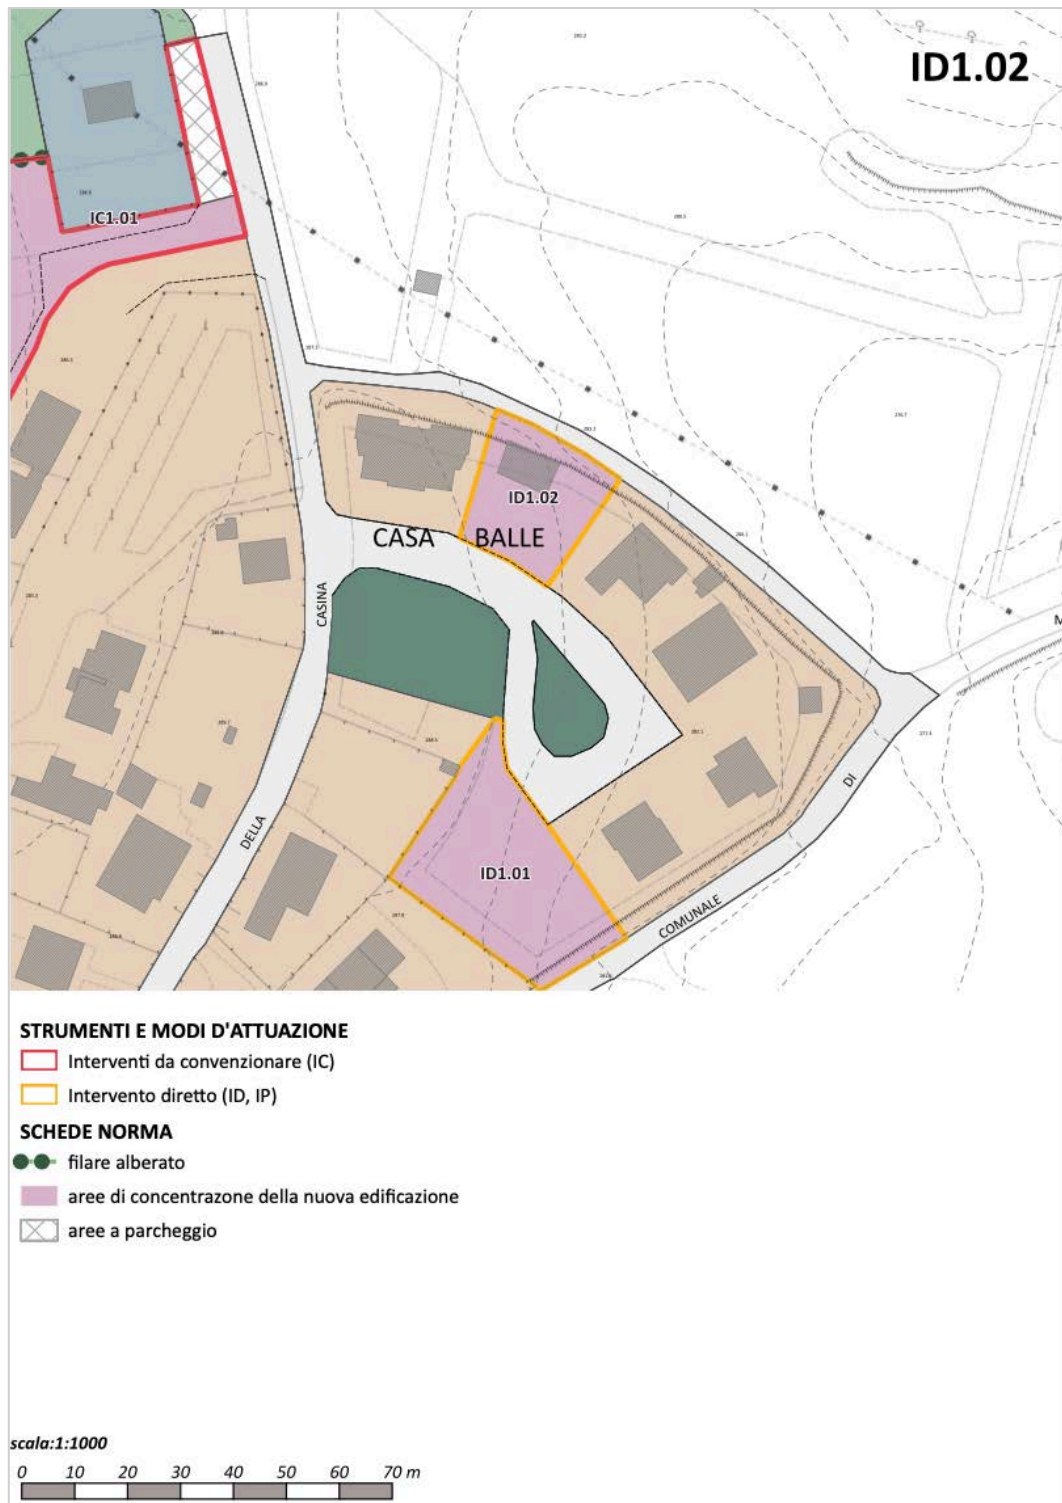 ID1.02
IC1.01
ID1.02
CASA BALLE
CASINA
DELLA
ID1.01
DI
COMUNALE
M
STRUMENTI E MODI D'ATTUAZIONE
Interventi da convenzionare (IC)
Intervento diretto (ID, IP)
SCHEDE NORMA
filare alberato
aree di concentrazone della nuova edificazione
aree a parcheggio
scala:1:1000
0 10 20 30 40 50 60 70 m